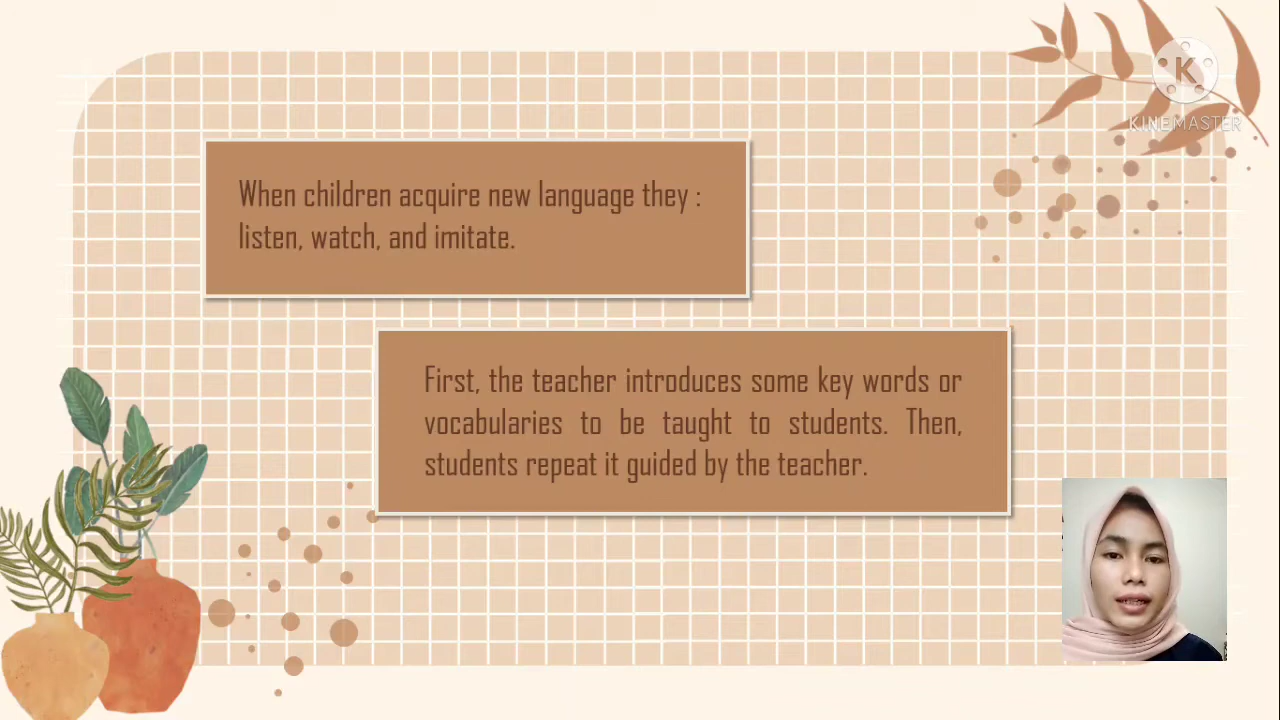 K
KINEMASTER
When children acquire new language they :
listen, watch, and imitate.
First, the teacher introduces some key words or
vocabularies to be taught to students. Then,
students repeat it guided by the teacher.